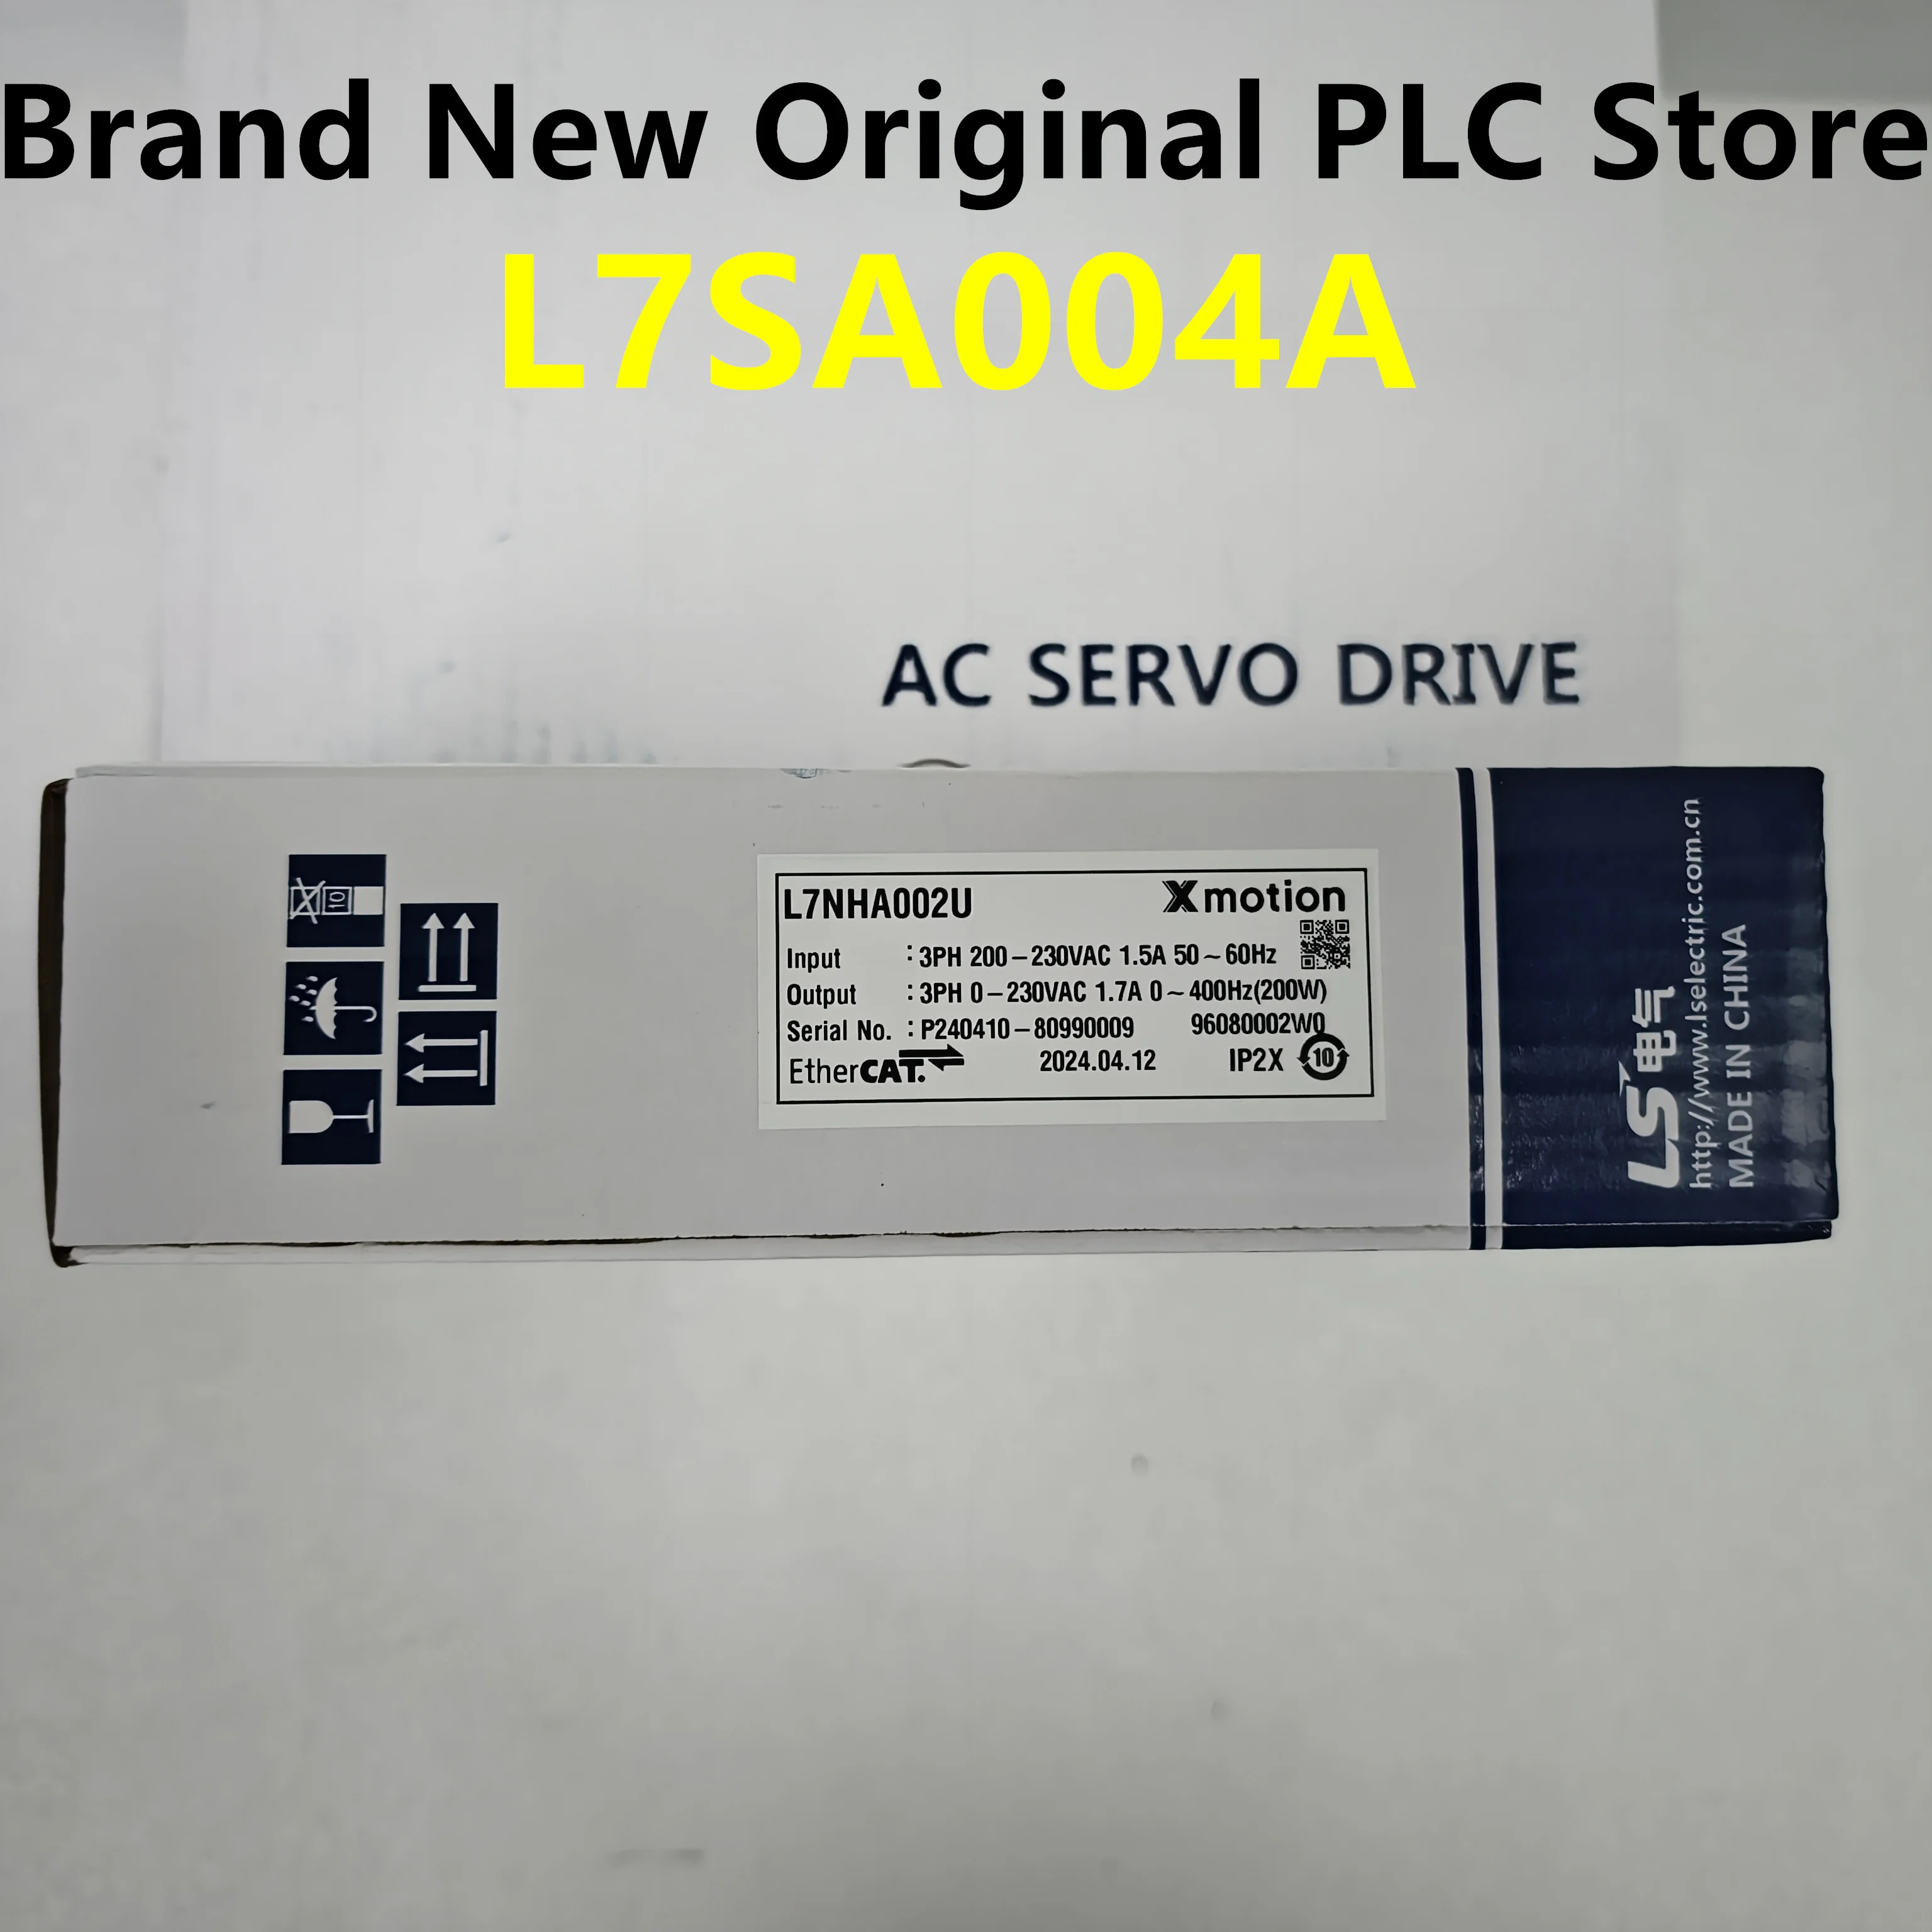 Brand New Original PLC Store
L7SA004A
AC SERVO DRIVE
L7NHA002U
Xmotion
Input : 3PH 200-230VAC 1.5A 50~60Hz
Output : 3PH 0-230VAC 1.7A 0~400Hz(200W)
Serial No. : P240410-80990009 96080002W0
EtherCAT. 2024.04.12 IP2X 10
10
LS 电气
http://www.lselectric.com.cn
MADE IN CHINA